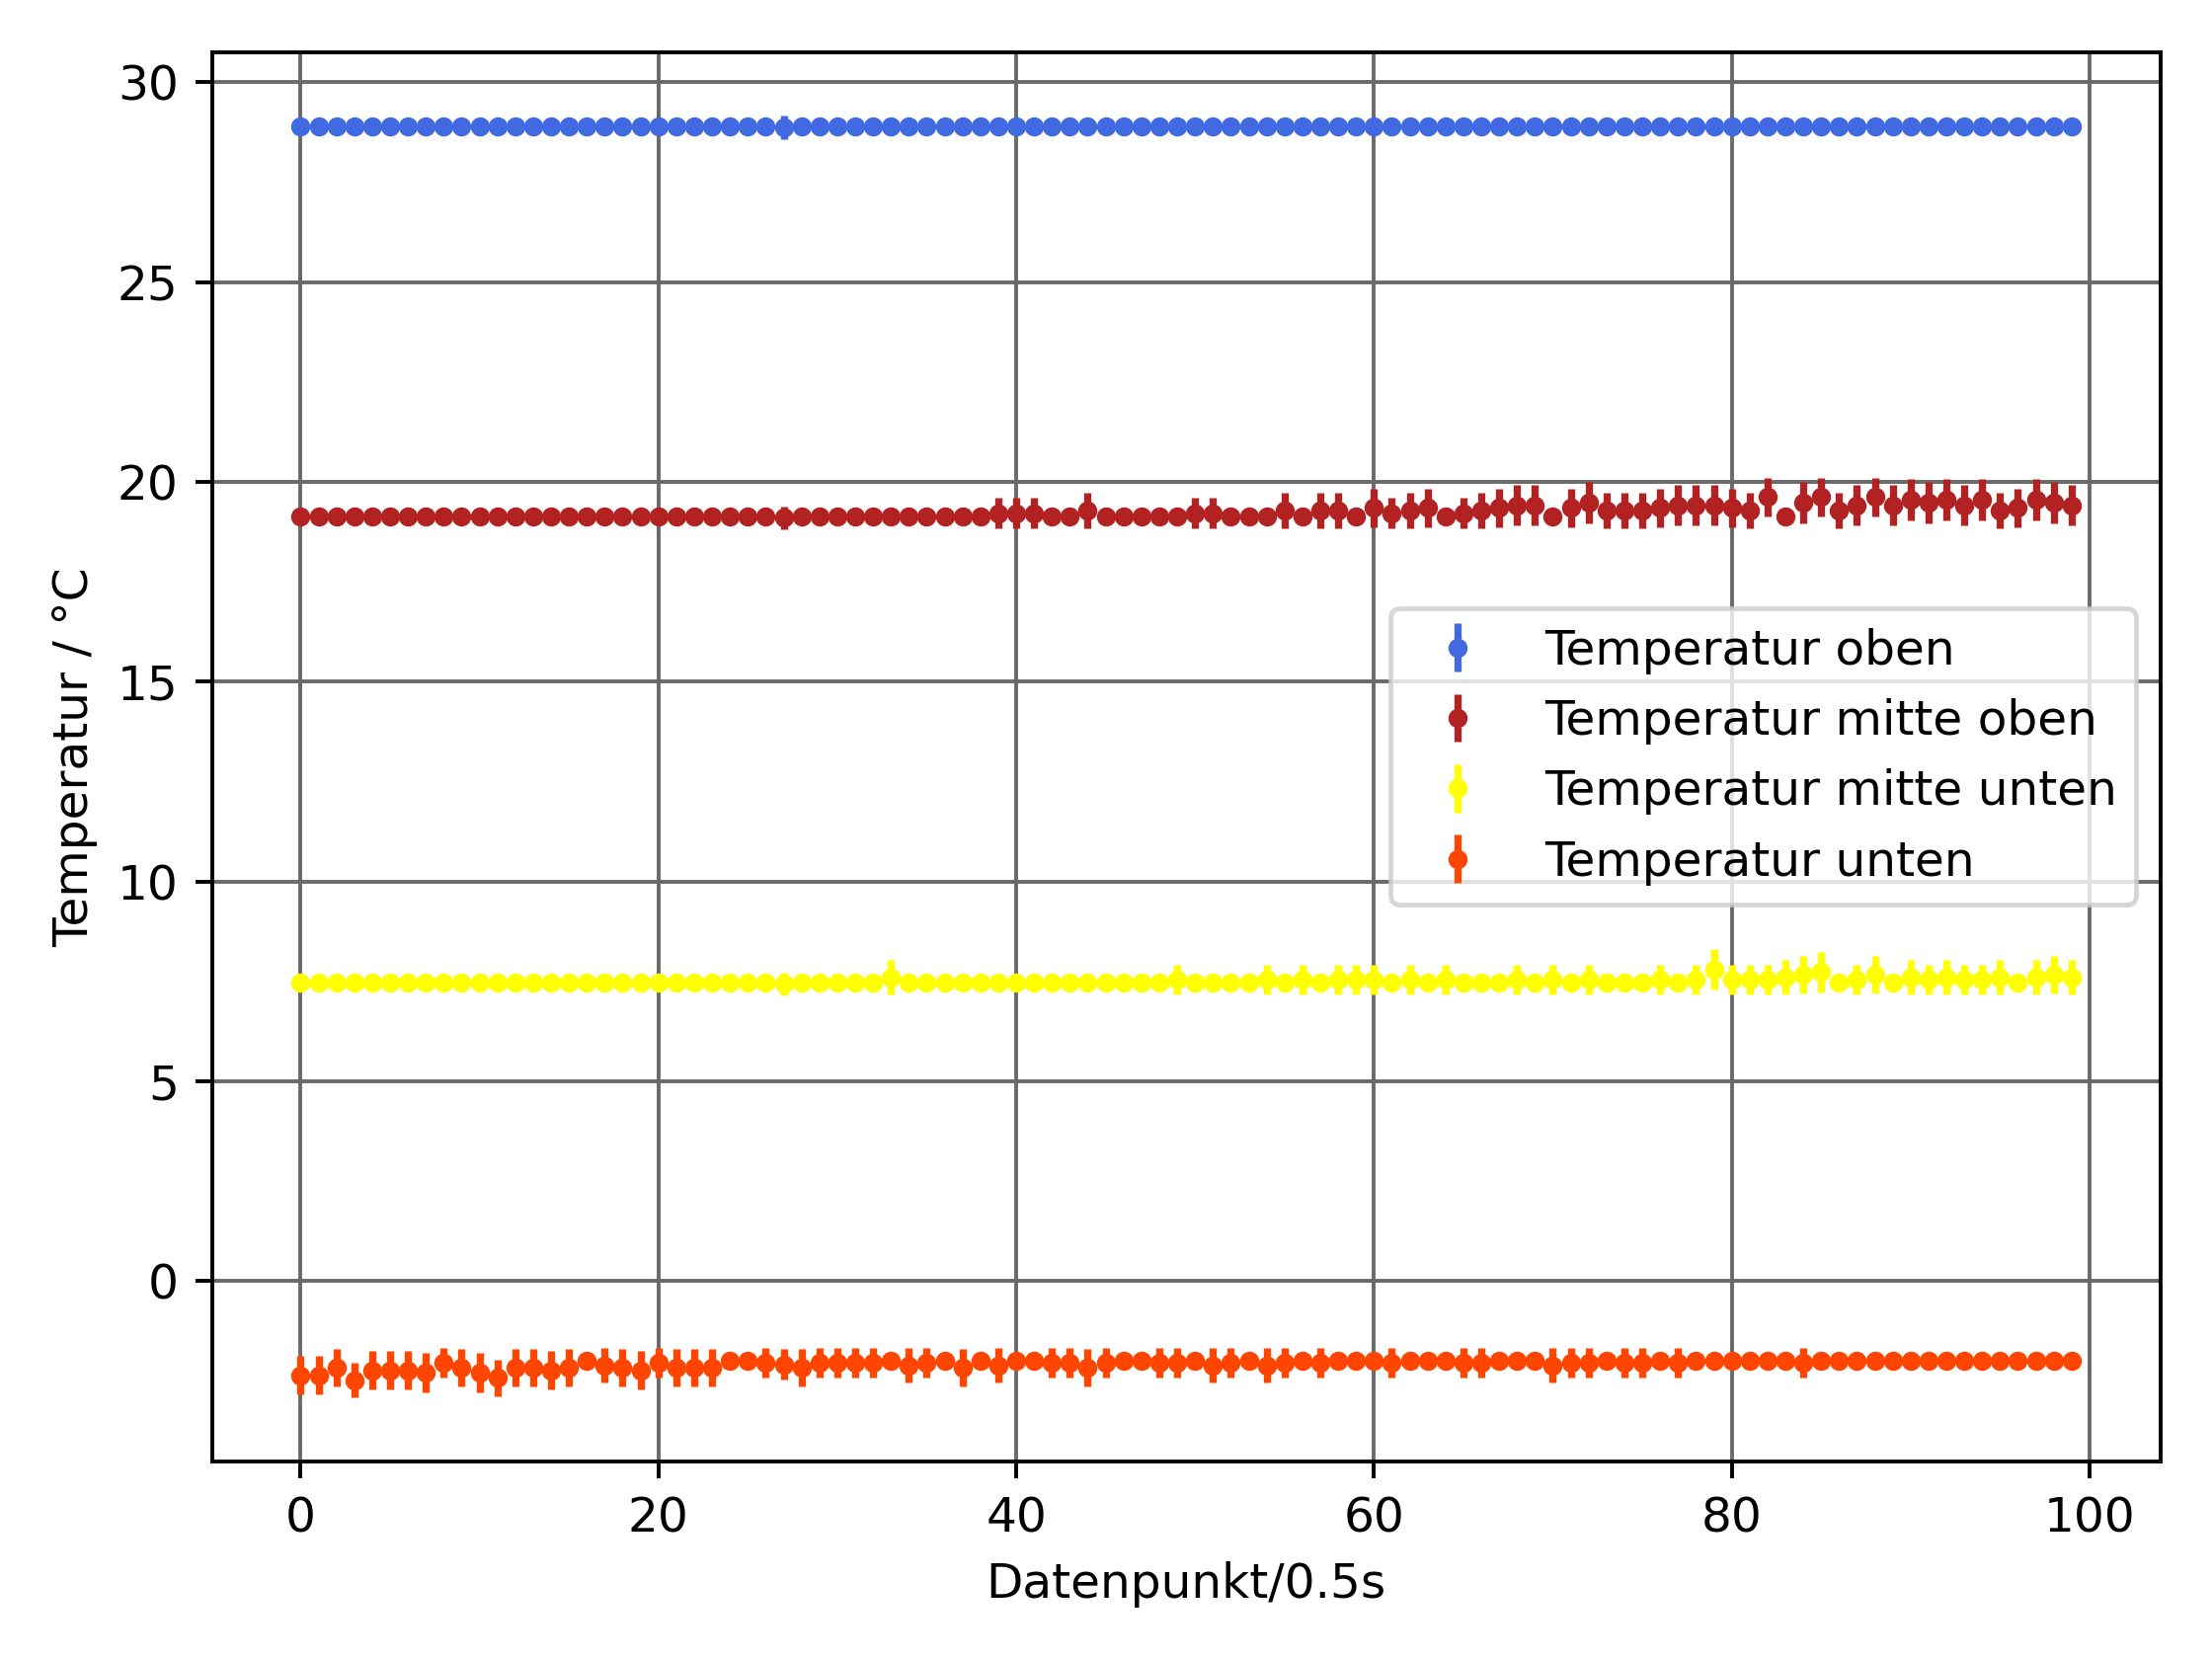 30
25
20
15
10
5
0
Temperatur / °C
Temperatur oben
Temperatur mitte oben
Temperatur mitte unten
Temperatur unten
0 20 40 60 80 100
Datenpunkt/0.5s